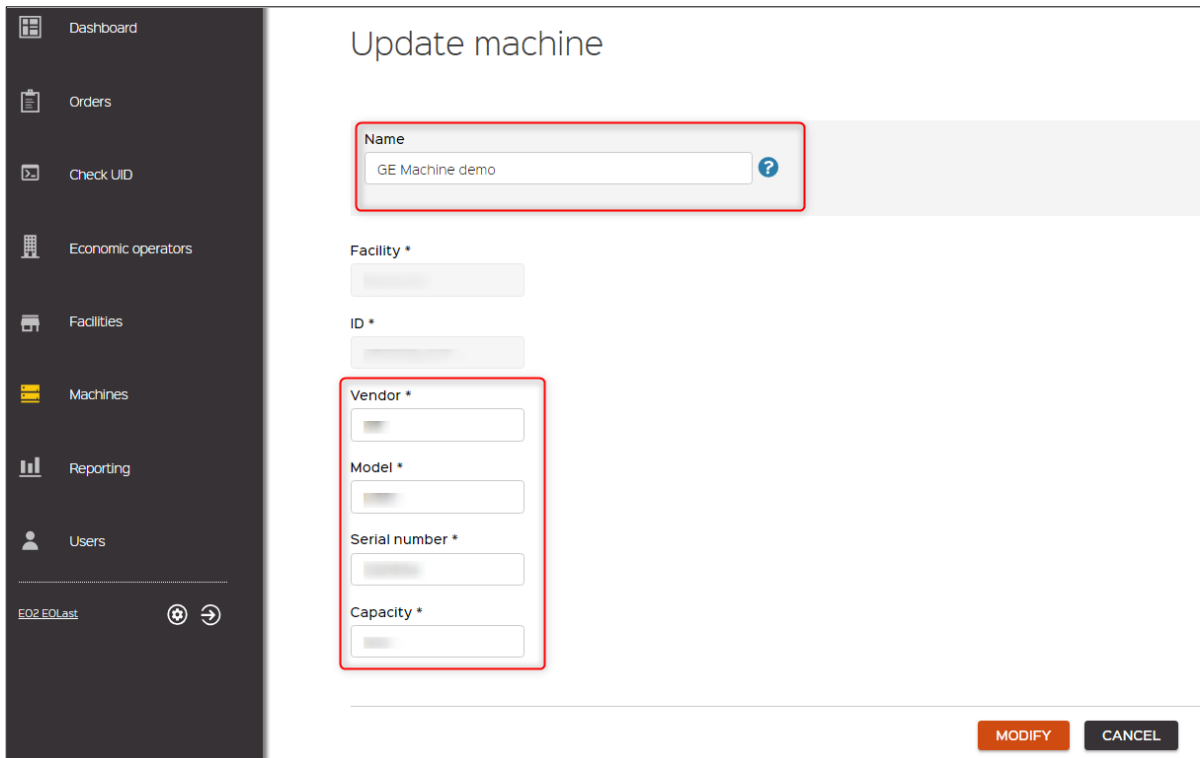 Dashboard
Orders
Check UID
Economic operators
Facilities
Machines
Reporting
Users
EO2 EOLast
Update machine
Name
GE Machine demo
?
Facility *
ID *
Vendor *
Model *
Serial number *
Capacity *
MODIFY
CANCEL